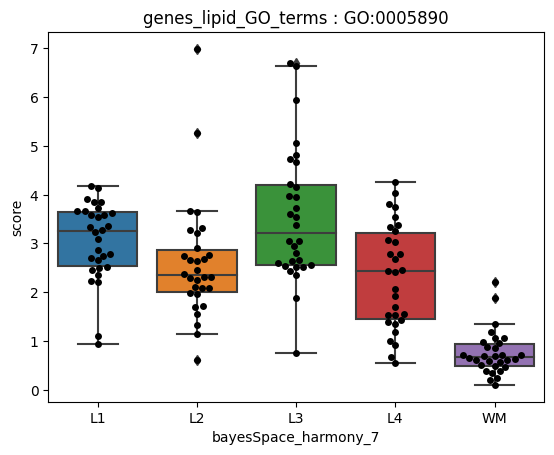 genes_lipid_GO_terms : GO:0005890
7
6
5
4
3
2
1
0
score
L1 L2 L3 L4 WM
bayesSpace_harmony_7